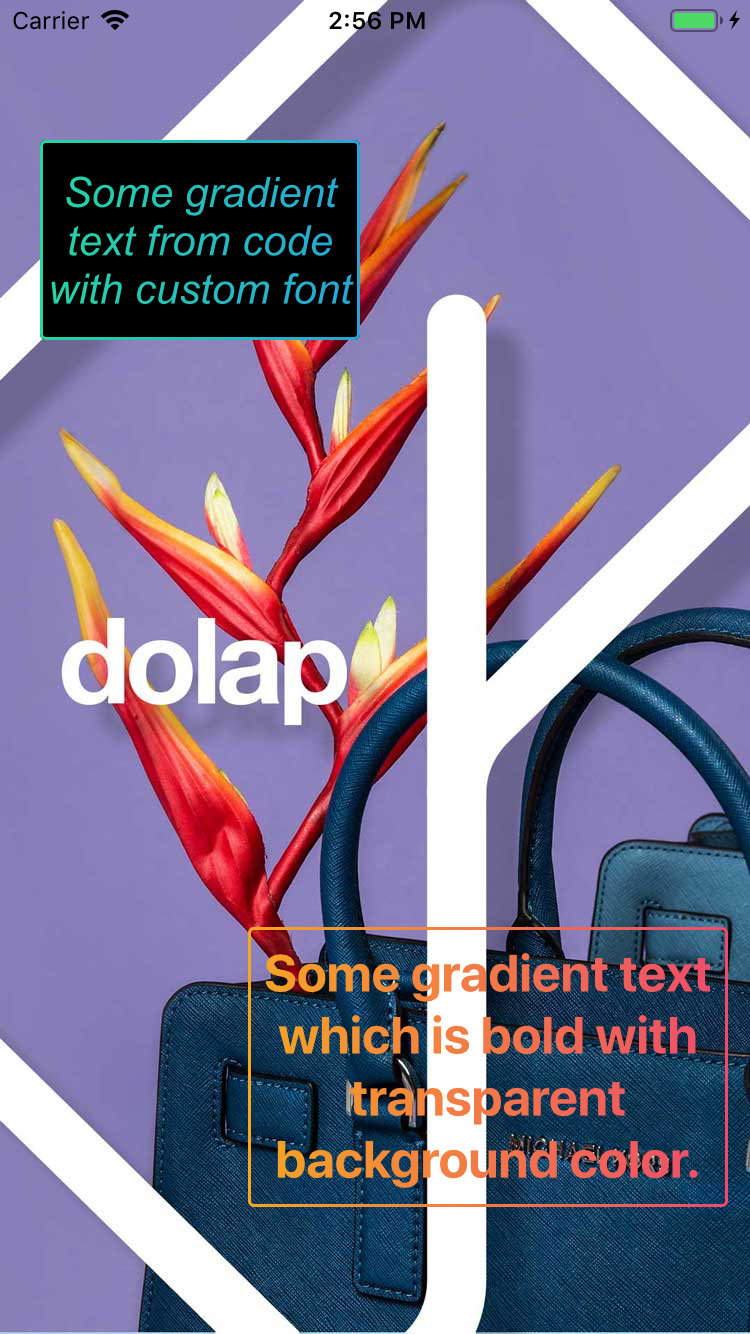 Carrier 2:56 PM
Some gradient
text from code
with custom font
dolap
Some gradient text
which is bold with
transparent
background color.